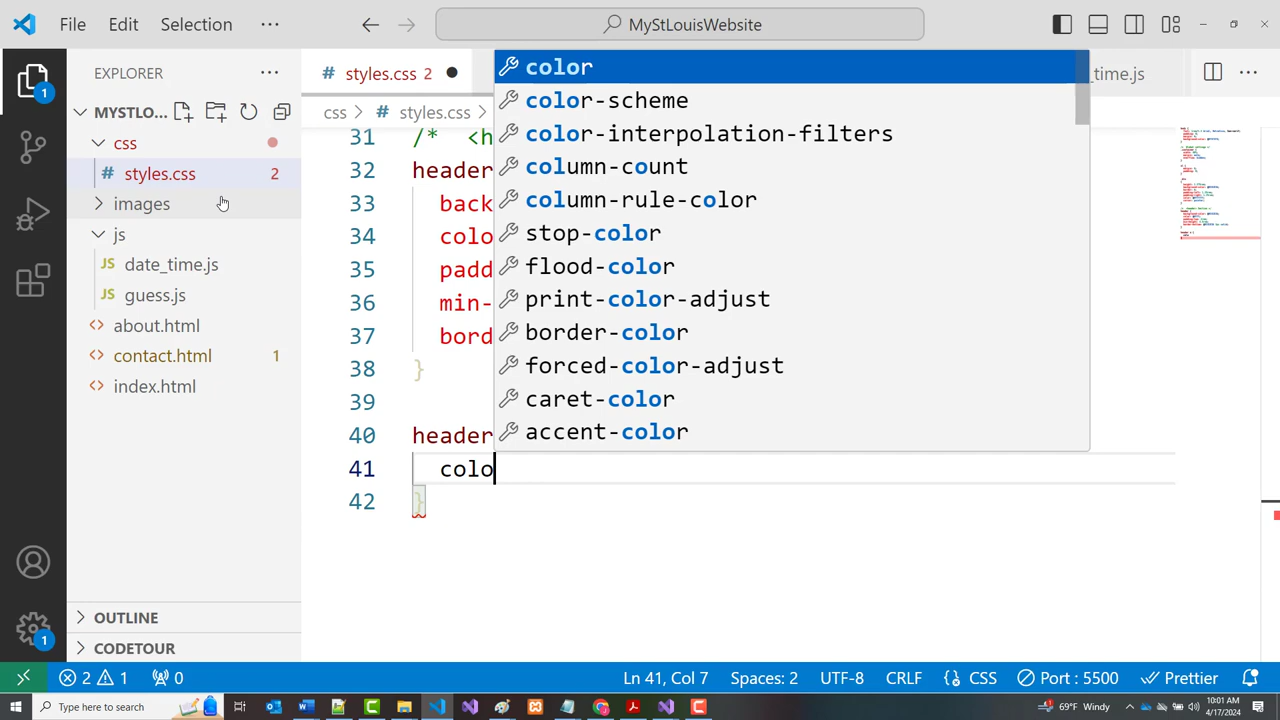 File Edit Selection ···
MyStLouisWebsite
EXPLORER ···
MYSTLO...
css
styles.css 2
images
js
date_time.js
guess.js
about.html
contact.html 1
index.html
OUTLINE
CODETOUR
1
1
# styles.css 2
time.js
···
css > # styles.css >
31 /* <h
32 header
33 back
34 colo
35 padd
36 min-
37 bord
38 }
39
40 header
41 colo
42 }
color
color-scheme
color-interpolation-filters
column-count
column-rule-color
stop-color
flood-color
print-color-adjust
border-color
forced-color-adjust
caret-color
accent-color
2 1 0
Ln 41, Col 7 Spaces: 2 UTF-8 CRLF {} CSS Port : 5500 Prettier
Type here to search
69°F Windy
10:01 AM
4/17/2024